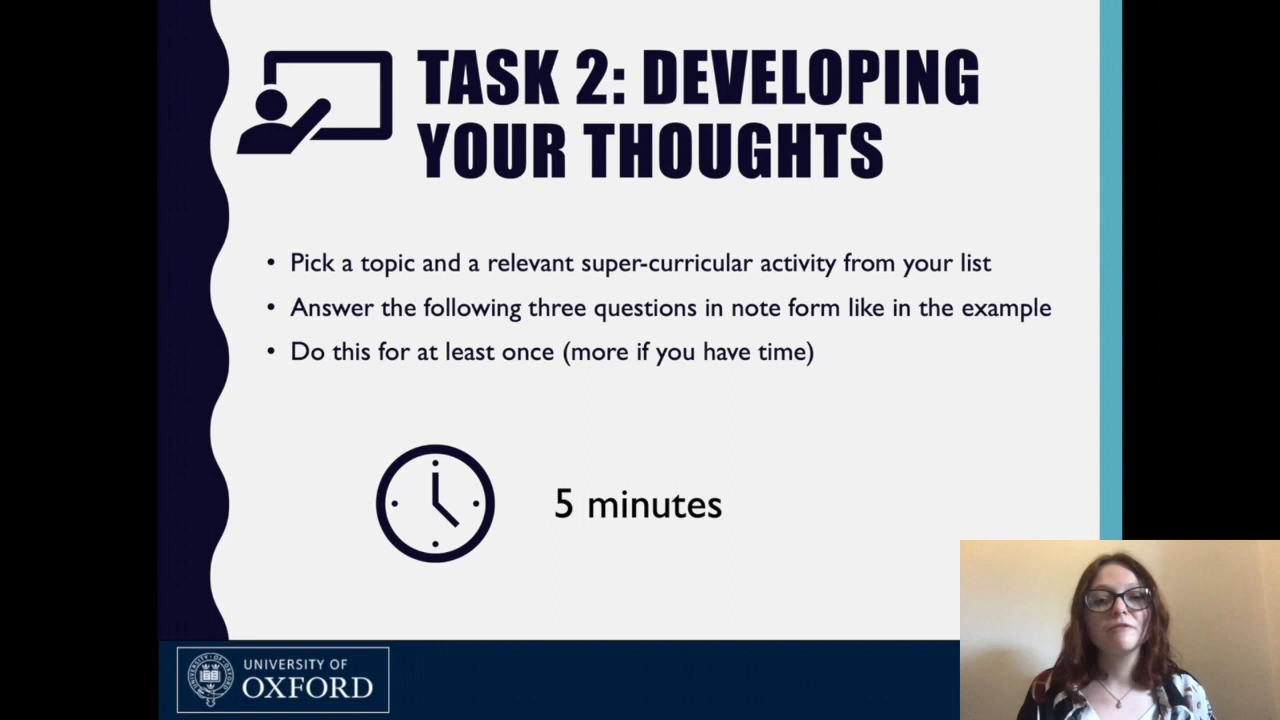 TASK 2: DEVELOPING
YOUR THOUGHTS
• Pick a topic and a relevant super-curricular activity from your list
• Answer the following three questions in note form like in the example
• Do this for at least once (more if you have time)
5 minutes
UNIVERSITY OF
OXFORD